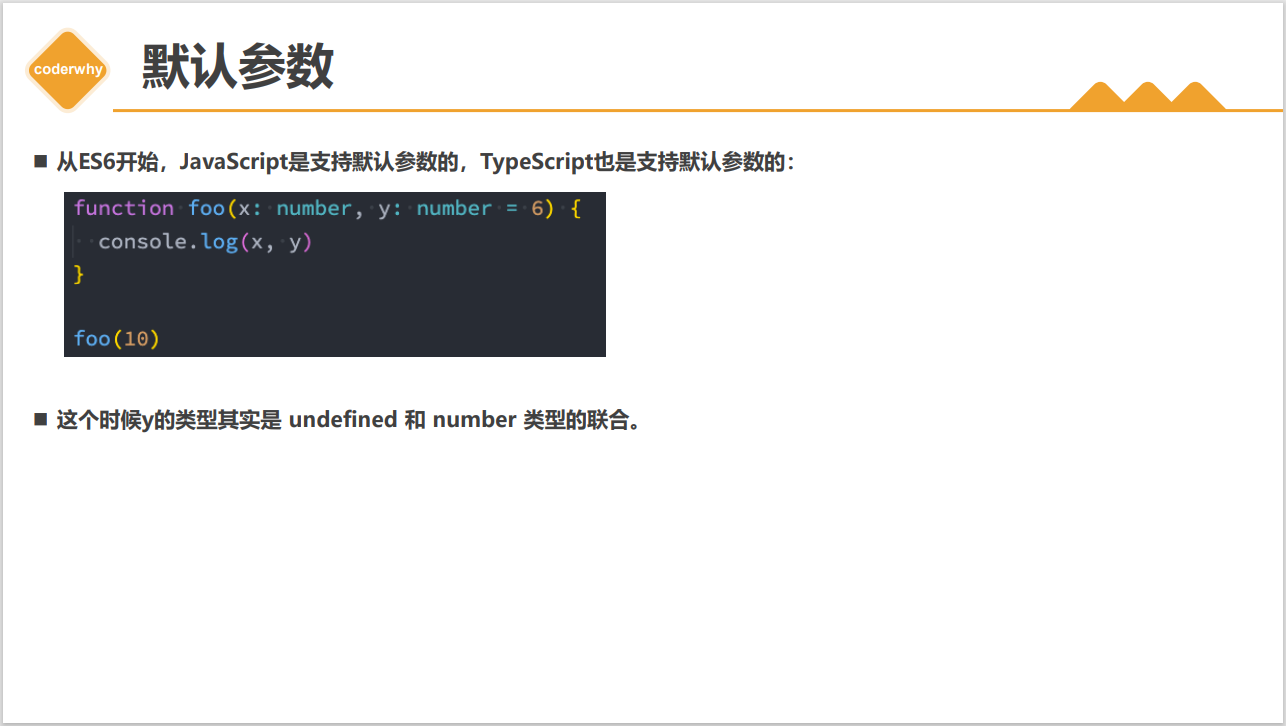 coderwhy
默认参数
从ES6开始，JavaScript是支持默认参数的，TypeScript也是支持默认参数的：
function foo(x: number, y: number = 6) {
  console.log(x, y)
}
foo(10)
这个时候y的类型其实是 undefined 和 number 类型的联合。